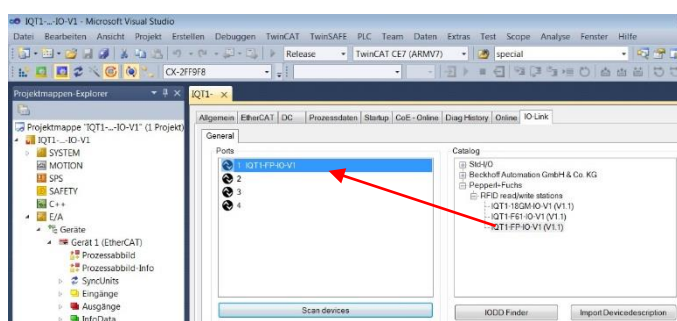 IQT1-...-IO-V1 - Microsoft Visual Studio
Datei Bearbeiten Ansicht Projekt Erstellen Debuggen TwinCAT TwinSAFE PLC Team Daten Extras Test Scope Analyse Fenster Hilfe
Release TwinCAT CE7 (ARMV7) special
CX-2FF9F8
Projektmappen-Explorer
IQT1-
Allgemein EtherCAT DC Prozessdaten Startup CoE - Online Diag History Online IO-Link
General
Ports
1 IQT1-FP-IO-V1
2
3
4
Scan devices
Catalog
Std-I/O
Beckhoff Automation GmbH & Co. KG
Pepperl+Fuchs
RFID read/write stations
IQT1-18GM-IO-V1 (V1.1)
IQT1-F61-IO-V1 (V1.1)
IQT1-FP-IO-V1 (V1.1)
IODD Finder
Import Devicedescription
Projektmappe "IQT1-...-IO-V1" (1 Projekt)
IQT1-...-IO-V1
SYSTEM
MOTION
SPS
SAFETY
C++
E/A
Geräte
Gerät 1 (EtherCAT)
Prozessabbild
Prozessabbild-Info
SyncUnits
Eingänge
Ausgänge
InfoData